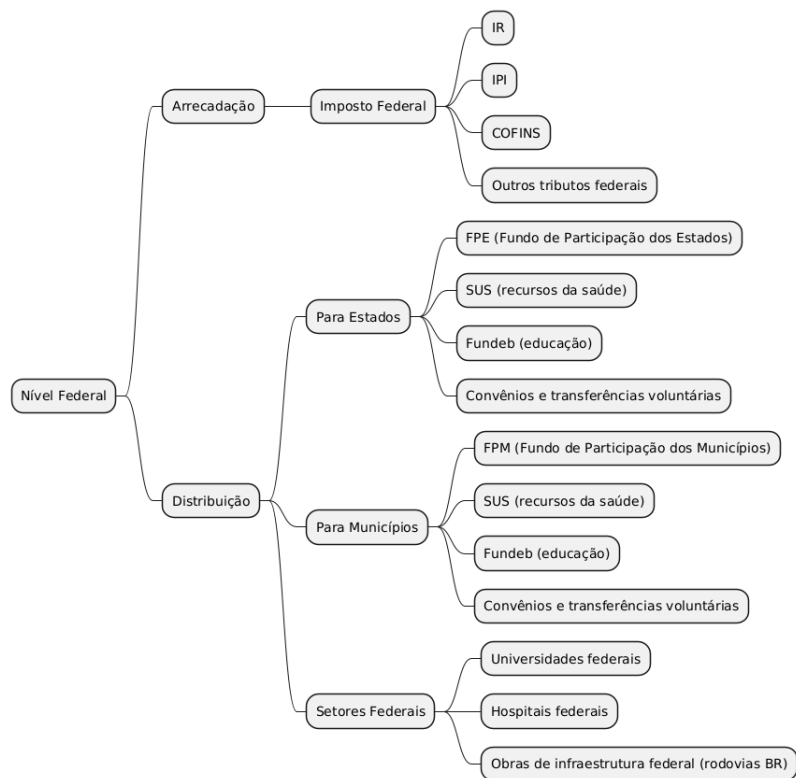 Nível Federal
Arrecadação
Imposto Federal
IR
IPI
COFINS
Outros tributos federais
Distribuição
Para Estados
FPE (Fundo de Participação dos Estados)
SUS (recursos da saúde)
Fundeb (educação)
Convênios e transferências voluntárias
Para Municípios
FPM (Fundo de Participação dos Municípios)
SUS (recursos da saúde)
Fundeb (educação)
Convênios e transferências voluntárias
Setores Federais
Universidades federais
Hospitais federais
Obras de infraestrutura federal (rodovias BR)